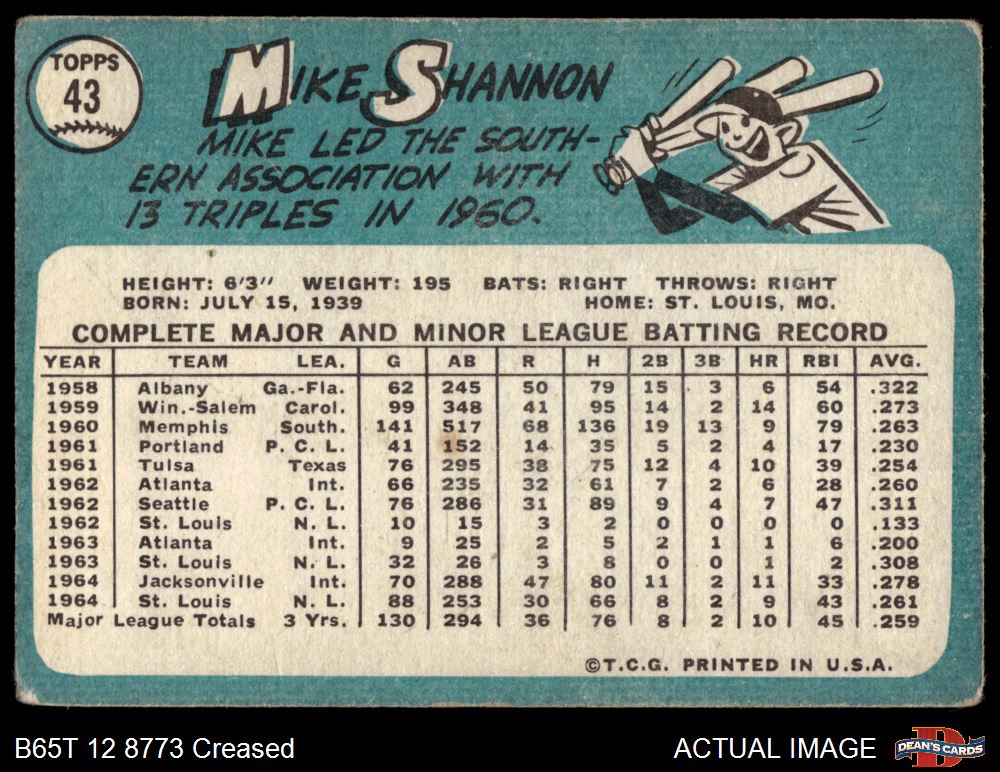 TOPPS
43
MIKE SHANNON
MIKE LED THE SOUTH-
ERN ASSOCIATION WITH
13 TRIPLES IN 1960.
HEIGHT: 6'3" WEIGHT: 195 BATS: RIGHT THROWS: RIGHT
BORN: JULY 15, 1939 HOME: ST. LOUIS, MO.
COMPLETE MAJOR AND MINOR LEAGUE BATTING RECORD
YEAR TEAM LEA. G AB R H 2B 3B HR RBI AVG.
1958 Albany Ga.-Fla. 62 245 50 79 15 3 6 54 .322
1959 Win.-Salem Carol. 99 348 41 95 14 2 14 60 .273
1960 Memphis South. 141 517 68 136 19 13 9 79 .263
1961 Portland P. C. L. 41 152 14 35 5 2 4 17 .230
1961 Tulsa Texas 76 295 38 75 12 4 10 39 .254
1962 Atlanta Int. 66 235 32 61 7 2 6 28 .260
1962 Seattle P. C. L. 76 286 31 89 9 4 7 47 .311
1962 St. Louis N. L. 10 15 3 2 0 0 0 0 .133
1963 Atlanta Int. 9 25 2 5 2 1 1 6 .200
1963 St. Louis N. L. 32 26 3 8 0 0 1 2 .308
1964 Jacksonville Int. 70 288 47 80 11 2 11 33 .278
1964 St. Louis N. L. 88 253 30 66 8 2 9 43 .261
Major League Totals 3 Yrs. 130 294 36 76 8 2 10 45 .259
©T.C.G. PRINTED IN U.S.A.
B65T 12 8773 Creased
ACTUAL IMAGE
D
DEAN'S CARDS